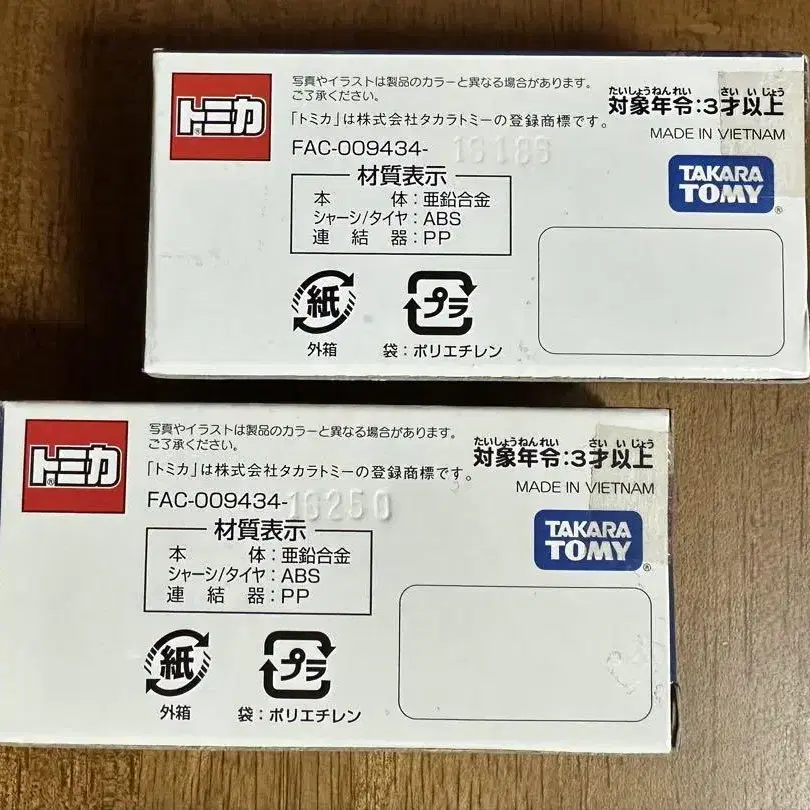 トミカ
写真やイラストは製品のカラーと異なる場合があります。
ご了承ください。
「トミカ」は株式会社タカラトミーの登録商標です。
FAC-009434-
材質表示
本体:亜鉛合金
シャーシ/タイヤ:ABS
連結器:PP
紙
外箱
プラ
袋:ポリエチレン
たいしょうねんれい さいいじょう
対象年令:3才以上
MADE IN VIETNAM
TAKARA
TOMY
トミカ
写真やイラストは製品のカラーと異なる場合があります。
ご了承ください。
「トミカ」は株式会社タカラトミーの登録商標です。
FAC-009434-16250
材質表示
本体:亜鉛合金
シャーシ/タイヤ:ABS
連結器:PP
紙
外箱
プラ
袋:ポリエチレン
たいしょうねんれい さいいじょう
対象年令:3才以上
MADE IN VIETNAM
TAKARA
TOMY